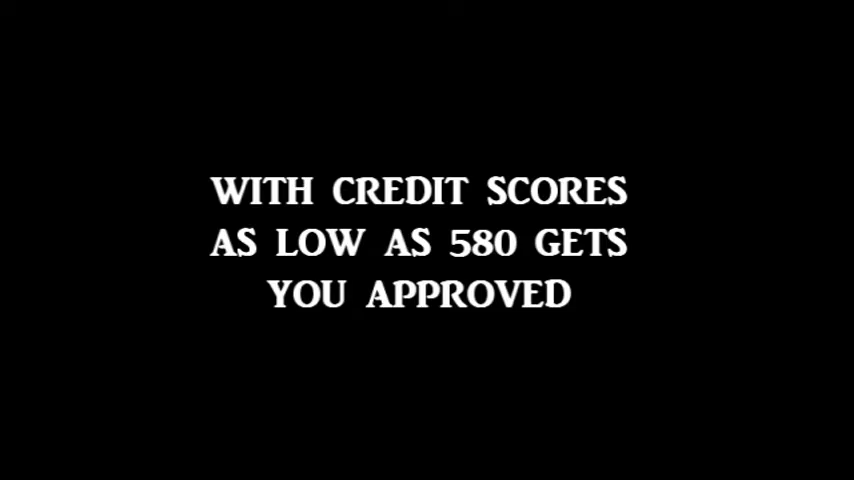 WITH CREDIT SCORES
AS LOW AS 580 GETS
YOU APPROVED